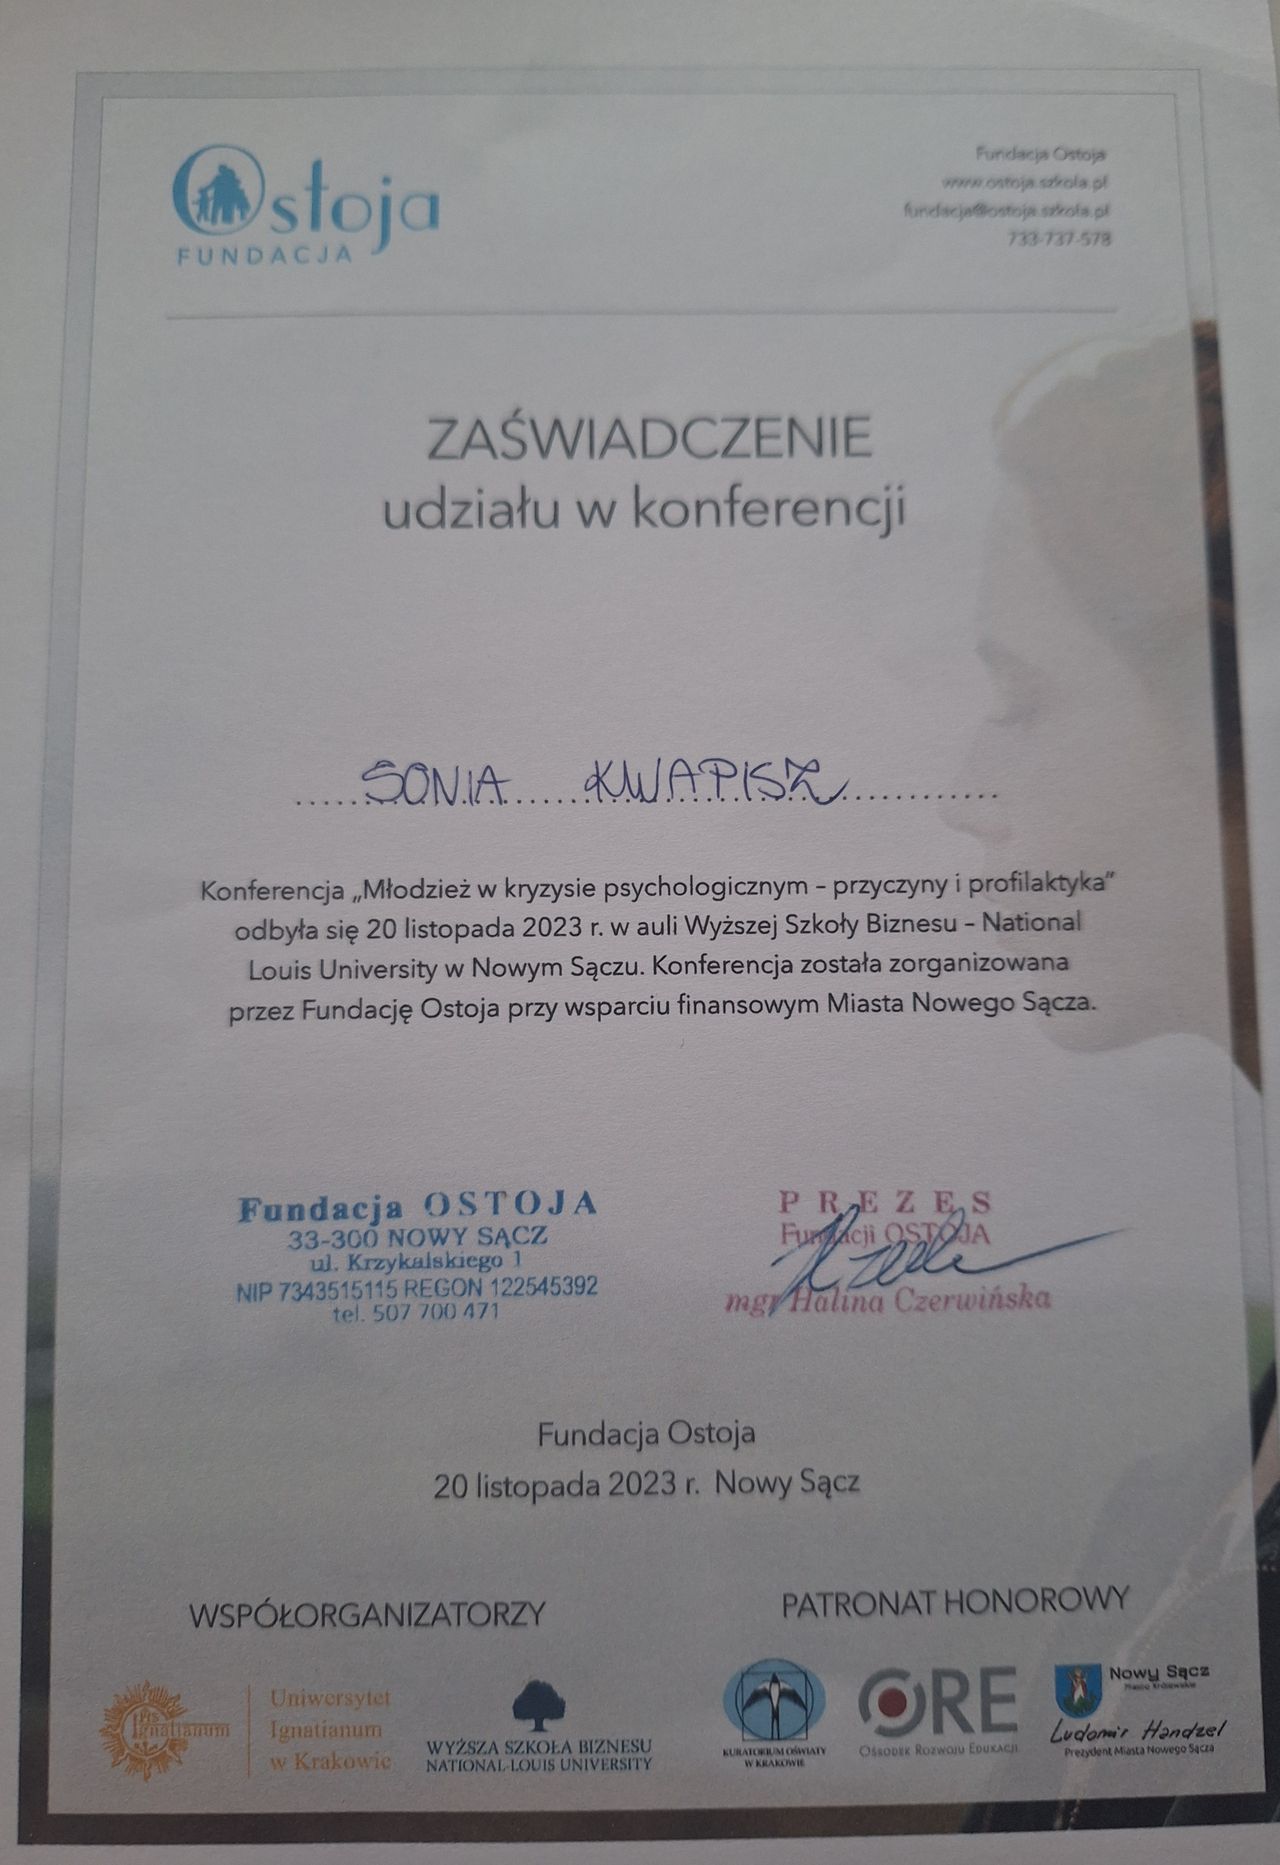 Ostoja
FUNDACJA
Fundacja Ostoja
www.ostoja.szkola.pl
fundacja@ostoja.szkola.pl
733-737-578
ZAŚWIADCZENIE
udziału w konferencji
SONIA KWAPISZ
Konferencja „Młodzież w kryzysie psychologicznym – przyczyny i profilaktyka”
odbyła się 20 listopada 2023 r. w auli Wyższej Szkoły Biznesu – National
Louis University w Nowym Sączu. Konferencja została zorganizowana
przez Fundację Ostoja przy wsparciu finansowym Miasta Nowego Sącza.
Fundacja OSTOJA
33-300 NOWY SĄCZ
ul. Krzykalskiego 1
NIP 7343515115 REGON 122545392
tel. 507 700 471
PREZES
Fundacji OSTOJA
mgr Halina Czerwińska
Fundacja Ostoja
20 listopada 2023 r. Nowy Sącz
WSPÓŁORGANIZATORZY
Ignatianum
Uniwersytet
Ignatianum
w Krakowie
WYŻSZA SZKOŁA BIZNESU
NATIONAL-LOUIS UNIVERSITY
PATRONAT HONOROWY
KURATORIUM OŚWIATY
W KRAKOWIE
ORE
OŚRODEK ROZWOJU EDUKACJI
Nowy Sącz
Miasto Królewskie
Ludomir Handzel
Prezydent Miasta Nowego Sącza